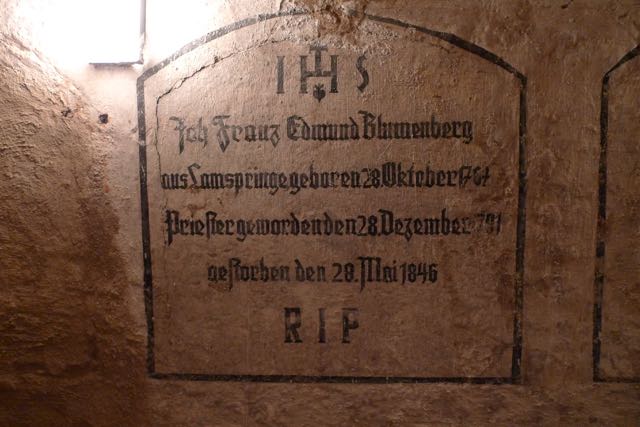 IHS
Joh Franz Edmund Blumenberg
aus Lamspringe geboren 28. Oktober 1764
Priester geworden den 28. Dezember 1791
gestorben den 28. Mai 1846
R I P